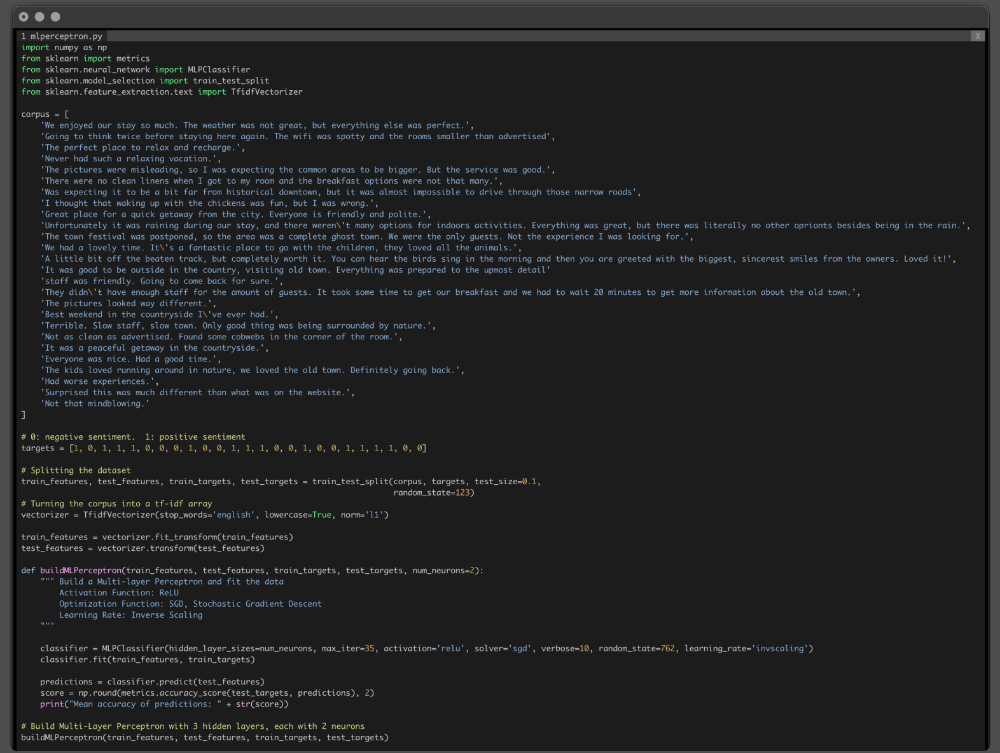 1 mlperceptron.py X
import numpy as np
from sklearn import metrics
from sklearn.neural_network import MLPClassifier
from sklearn.model_selection import train_test_split
from sklearn.feature_extraction.text import TfidfVectorizer

corpus = [
    'We enjoyed our stay so much. The weather was not great, but everything else was perfect.',
    'Going to think twice before staying here again. The wifi was spotty and the rooms smaller than advertised',
    'The perfect place to relax and recharge.',
    'Never had such a relaxing vacation.',
    'The pictures were misleading, so I was expecting the common areas to be bigger. But the service was good.',
    'There were no clean linens when I got to my room and the breakfast options were not that many.',
    'Was expecting it to be a bit far from historical downtown, but it was almost impossible to drive through those narrow roads',
    'I thought that waking up with the chickens was fun, but I was wrong.',
    'Great place for a quick getaway from the city. Everyone is friendly and polite.',
    'Unfortunately it was raining during our stay, and there weren\'t many options for indoors activities. Everything was great, but there was literally no other oprionts besides being in the rain.',
    'The town festival was postponed, so the area was a complete ghost town. We were the only guests. Not the experience I was looking for.',
    'We had a lovely time. It\'s a fantastic place to go with the children, they loved all the animals.',
    'A little bit off the beaten track, but completely worth it. You can hear the birds sing in the morning and then you are greeted with the biggest, sincerest smiles from the owners. Loved it!',
    'It was good to be outside in the country, visiting old town. Everything was prepared to the upmost detail'
    'staff was friendly. Going to come back for sure.',
    'They didn\'t have enough staff for the amount of guests. It took some time to get our breakfast and we had to wait 20 minutes to get more information about the old town.',
    'The pictures looked way different.',
    'Best weekend in the countryside I\'ve ever had.',
    'Terrible. Slow staff, slow town. Only good thing was being surrounded by nature.',
    'Not as clean as advertised. Found some cobwebs in the corner of the room.',
    'It was a peaceful getaway in the countryside.',
    'Everyone was nice. Had a good time.',
    'The kids loved running around in nature, we loved the old town. Definitely going back.',
    'Had worse experiences.',
    'Surprised this was much different than what was on the website.',
    'Not that mindblowing.'
]

# 0: negative sentiment.  1: positive sentiment
targets = [1, 0, 1, 1, 1, 0, 0, 0, 1, 0, 0, 1, 1, 1, 0, 0, 1, 0, 0, 1, 1, 1, 1, 0, 0]

# Splitting the dataset
train_features, test_features, train_targets, test_targets = train_test_split(corpus, targets, test_size=0.1,
                                                                              random_state=123)
# Turning the corpus into a tf-idf array
vectorizer = TfidfVectorizer(stop_words='english', lowercase=True, norm='l1')

train_features = vectorizer.fit_transform(train_features)
test_features = vectorizer.transform(test_features)

def buildMLPerceptron(train_features, test_features, train_targets, test_targets, num_neurons=2):
    """ Build a Multi-layer Perceptron and fit the data
        Activation Function: ReLU
        Optimization Function: SGD, Stochastic Gradient Descent
        Learning Rate: Inverse Scaling
    """

    classifier = MLPClassifier(hidden_layer_sizes=num_neurons, max_iter=35, activation='relu', solver='sgd', verbose=10, random_state=762, learning_rate='invscaling')
    classifier.fit(train_features, train_targets)

    predictions = classifier.predict(test_features)
    score = np.round(metrics.accuracy_score(test_targets, predictions), 2)
    print("Mean accuracy of predictions: " + str(score))

# Build Multi-Layer Perceptron with 3 hidden layers, each with 2 neurons
buildMLPerceptron(train_features, test_features, train_targets, test_targets)